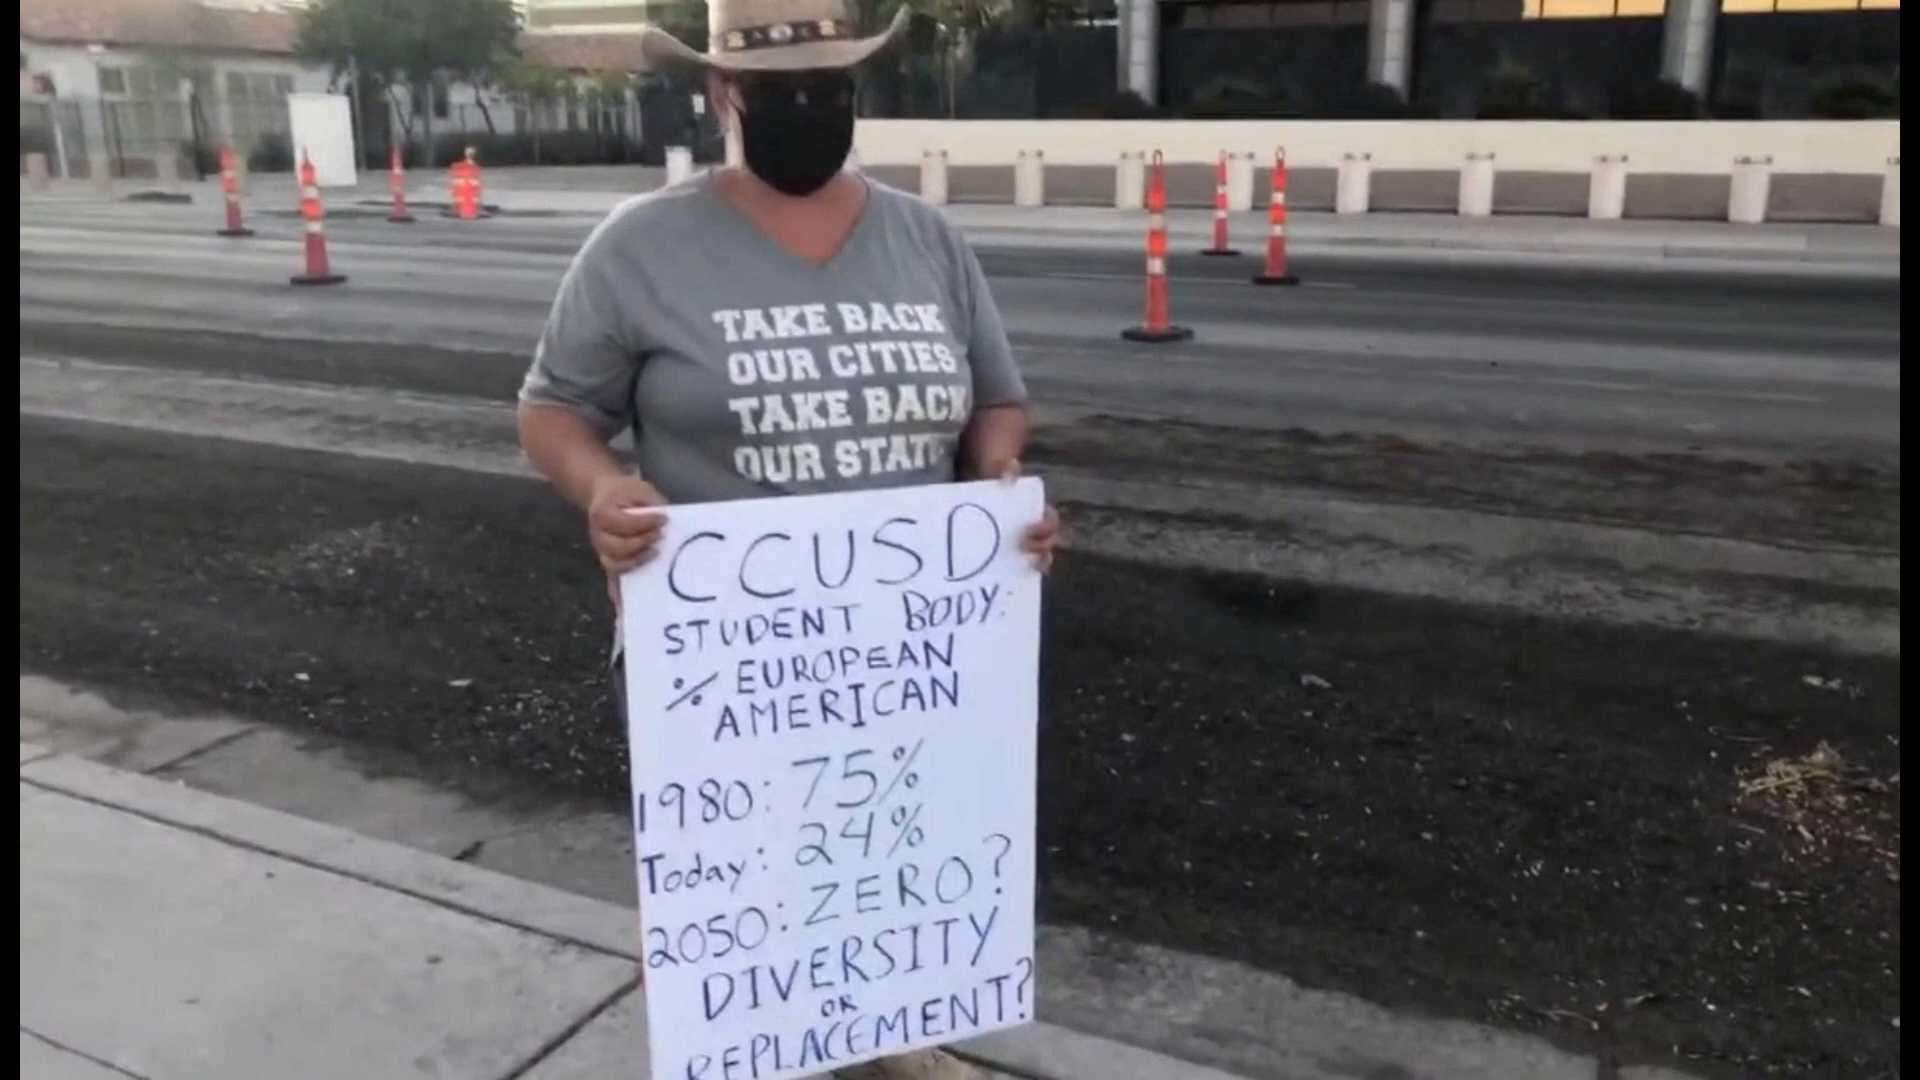 TAKE BACK
OUR CITIES
TAKE BACK
OUR STATE
CCUSD
STUDENT BODY:
% EUROPEAN
AMERICAN
1980: 75%
Today: 24%
2050: ZERO?
DIVERSITY
OR
REPLACEMENT?